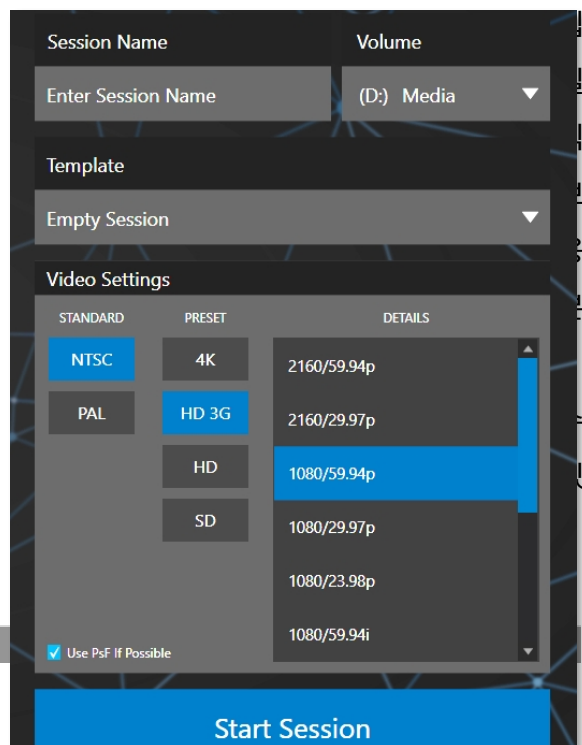 Session Name Volume
Enter Session Name (D:) Media
Template
Empty Session
Video Settings
STANDARD PRESET DETAILS
NTSC 4K 2160/59.94p
PAL HD 3G 2160/29.97p
HD 1080/59.94p
SD 1080/29.97p
1080/23.98p
1080/59.94i
Use PsF If Possible
Start Session